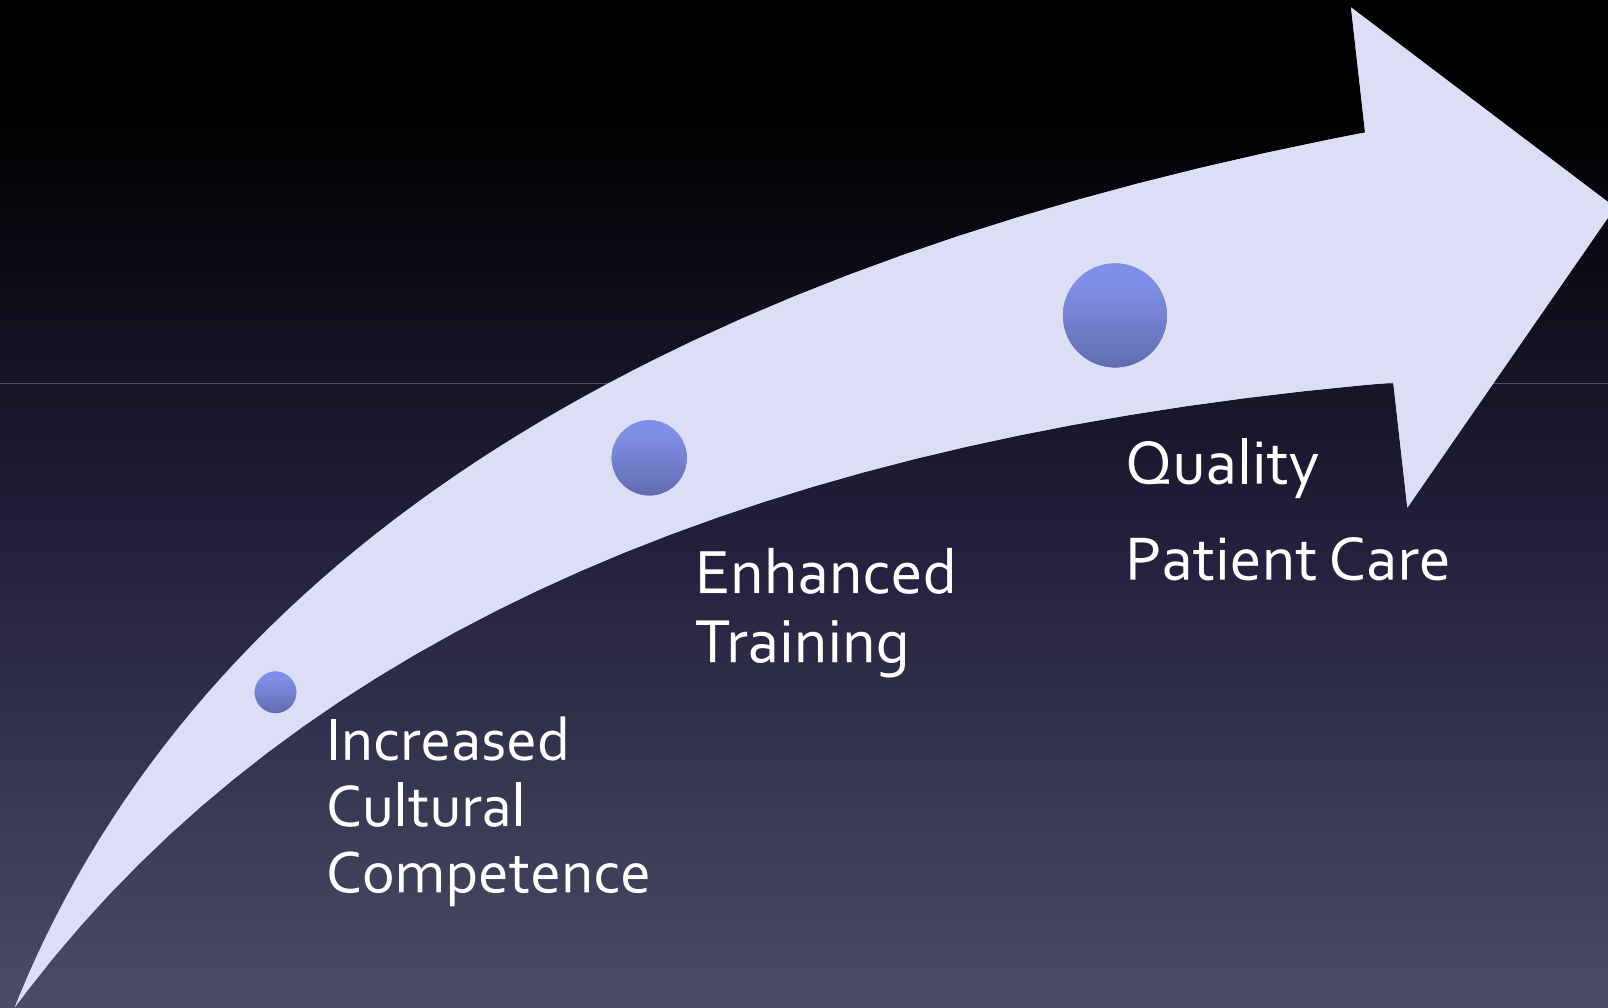 Increased
Cultural
Competence
Enhanced
Training
Quality
Patient Care